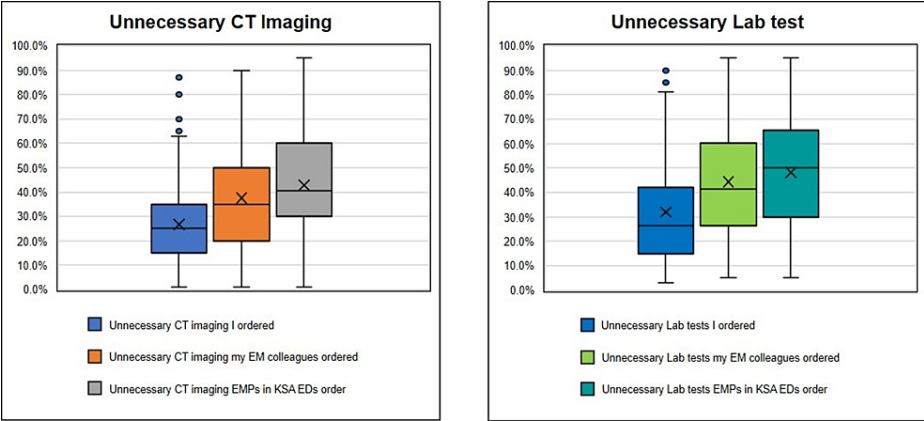 Unnecessary CT Imaging
100.0%
90.0%
80.0%
70.0%
60.0%
50.0%
40.0%
30.0%
20.0%
10.0%
0.0%
Unnecessary CT imaging I ordered
Unnecessary CT imaging my EM colleagues ordered
Unnecessary CT imaging EMPs in KSA EDs order
Unnecessary Lab test
100.0%
90.0%
80.0%
70.0%
60.0%
50.0%
40.0%
30.0%
20.0%
10.0%
0.0%
Unnecessary Lab tests I ordered
Unnecessary Lab tests my EM colleagues ordered
Unnecessary Lab tests EMPs in KSA EDs order